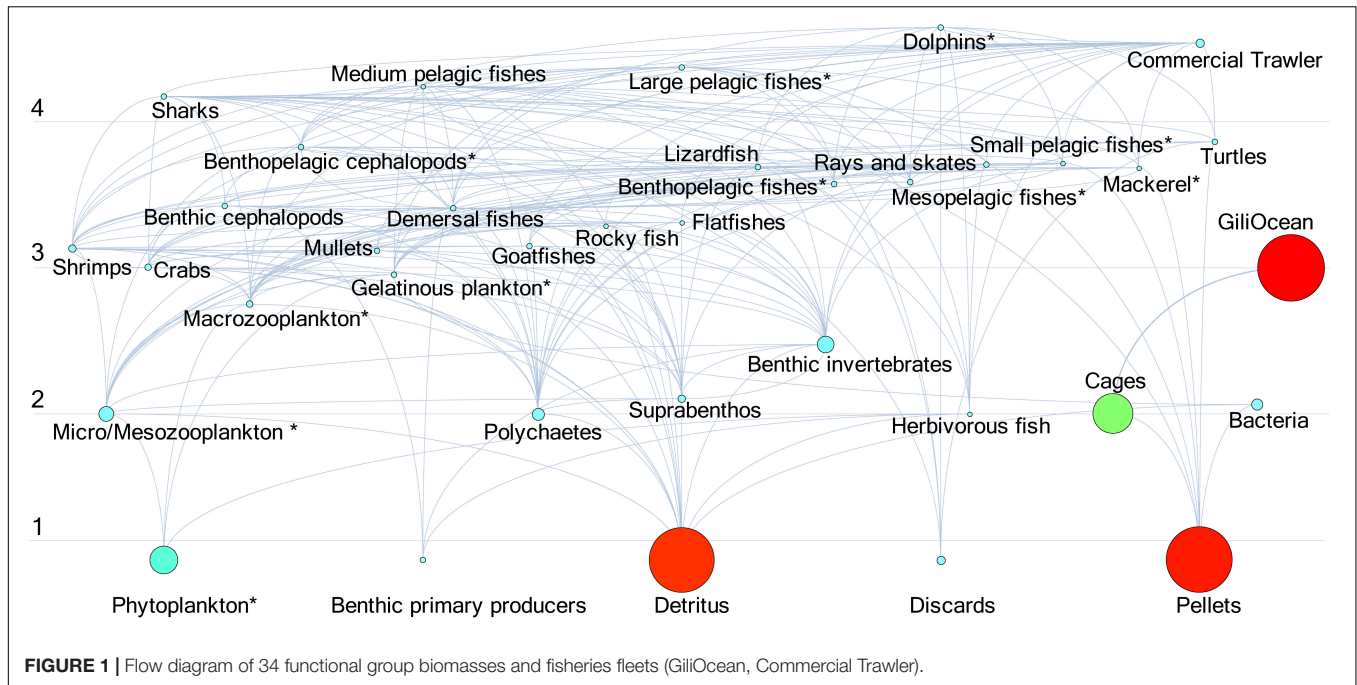 Dolphins*
Commercial Trawler
Medium pelagic fishes
Large pelagic fishes*
Sharks
4
Small pelagic fishes*
Benthopelagic cephalopods*
Lizardfish
Rays and skates
Turtles
Benthopelagic fishes*
Mesopelagic fishes*
Mackerel*
Benthic cephalopods
Demersal fishes
Flatfishes
GiliOcean
Rocky fish
Mullets
Goatfishes
3
Shrimps
Crabs
Gelatinous plankton*
Macrozooplankton*
Benthic invertebrates
Cages
2
Suprabenthos
Micro/Mesozooplankton *
Polychaetes
Herbivorous fish
Bacteria
1
Phytoplankton*
Benthic primary producers
Detritus
Discards
Pellets
FIGURE 1 | Flow diagram of 34 functional group biomasses and fisheries fleets (GiliOcean, Commercial Trawler).